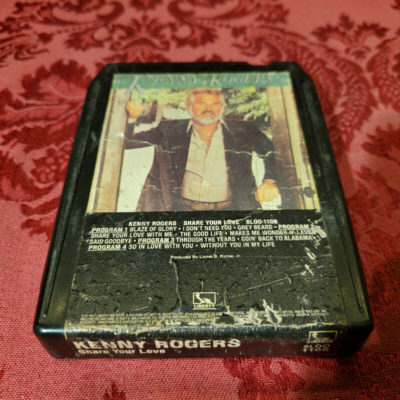 KENNY ROGERS
KENNY ROGERS SHARE YOUR LOVE 8LOO-1108
PROGRAM 1 BLAZE OF GLORY • I DON'T NEED YOU • GREY BEARD • PROGRAM 2
SHARE YOUR LOVE WITH ME • THE GOOD LIFE • MAKES ME WONDER IF I EVER
SAID GOODBYE • PROGRAM 3 THROUGH THE YEARS • GOIN' BACK TO ALABAMA
PROGRAM 4 SO IN LOVE WITH YOU • WITHOUT YOU IN MY LIFE
Produced By Lionel B. Richie, Jr.
LIBERTY
KENNY ROGERS
Share Your Love
8LOO
1108